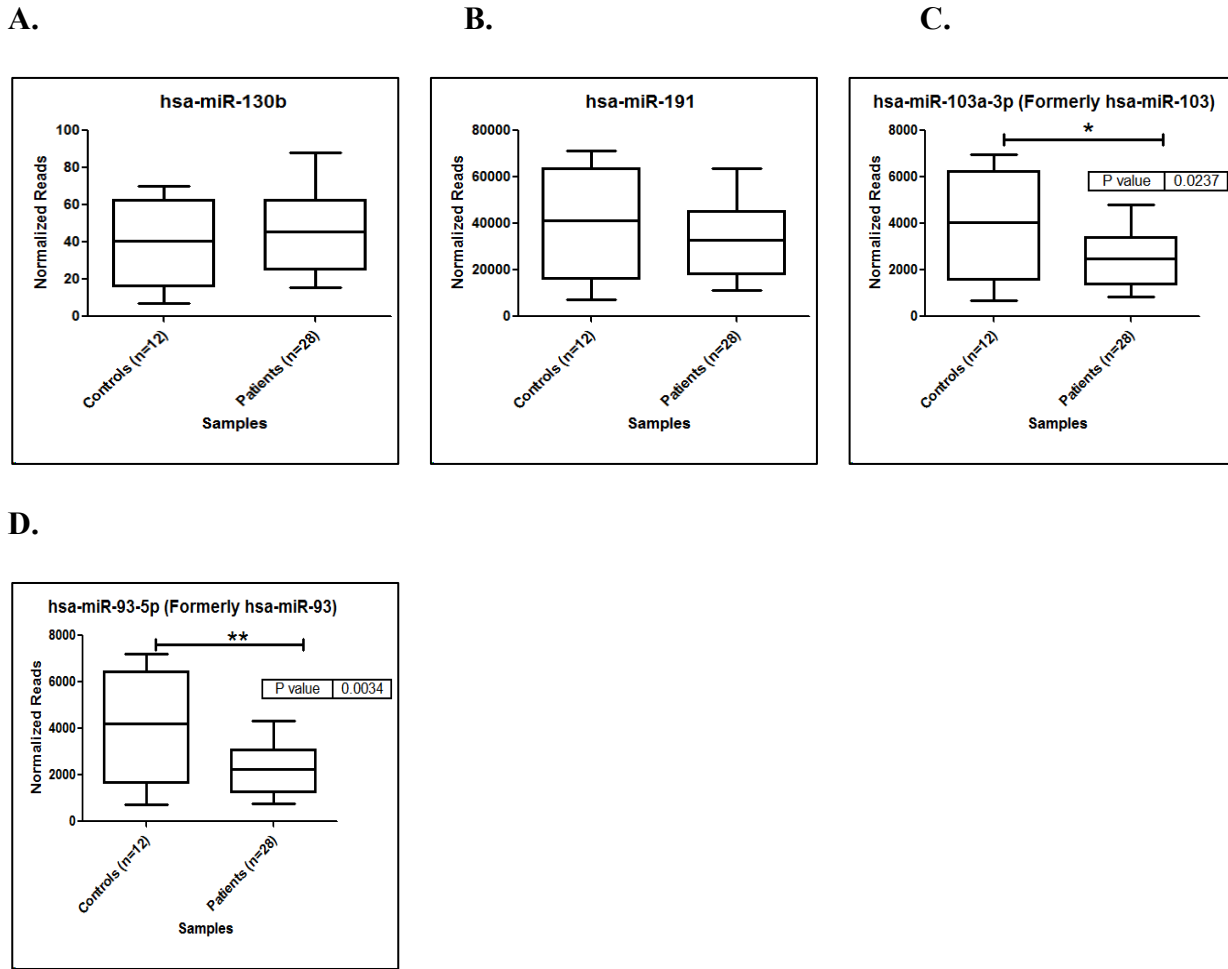 A.
B.
C.
hsa-miR-130b
Normalized Reads
100
80
60
40
20
0
Controls (n=12)
Patients (n=28)
Samples
hsa-miR-191
Normalized Reads
80000
60000
40000
20000
0
Controls (n=12)
Patients (n=28)
Samples
hsa-miR-103a-3p (Formerly hsa-miR-103)
Normalized Reads
8000
6000
4000
2000
0
*
P value 0.0237
Controls (n=12)
Patients (n=28)
Samples
D.
hsa-miR-93-5p (Formerly hsa-miR-93)
Normalized Reads
8000
6000
4000
2000
0
**
P value 0.0034
Controls (n=12)
Patients (n=28)
Samples